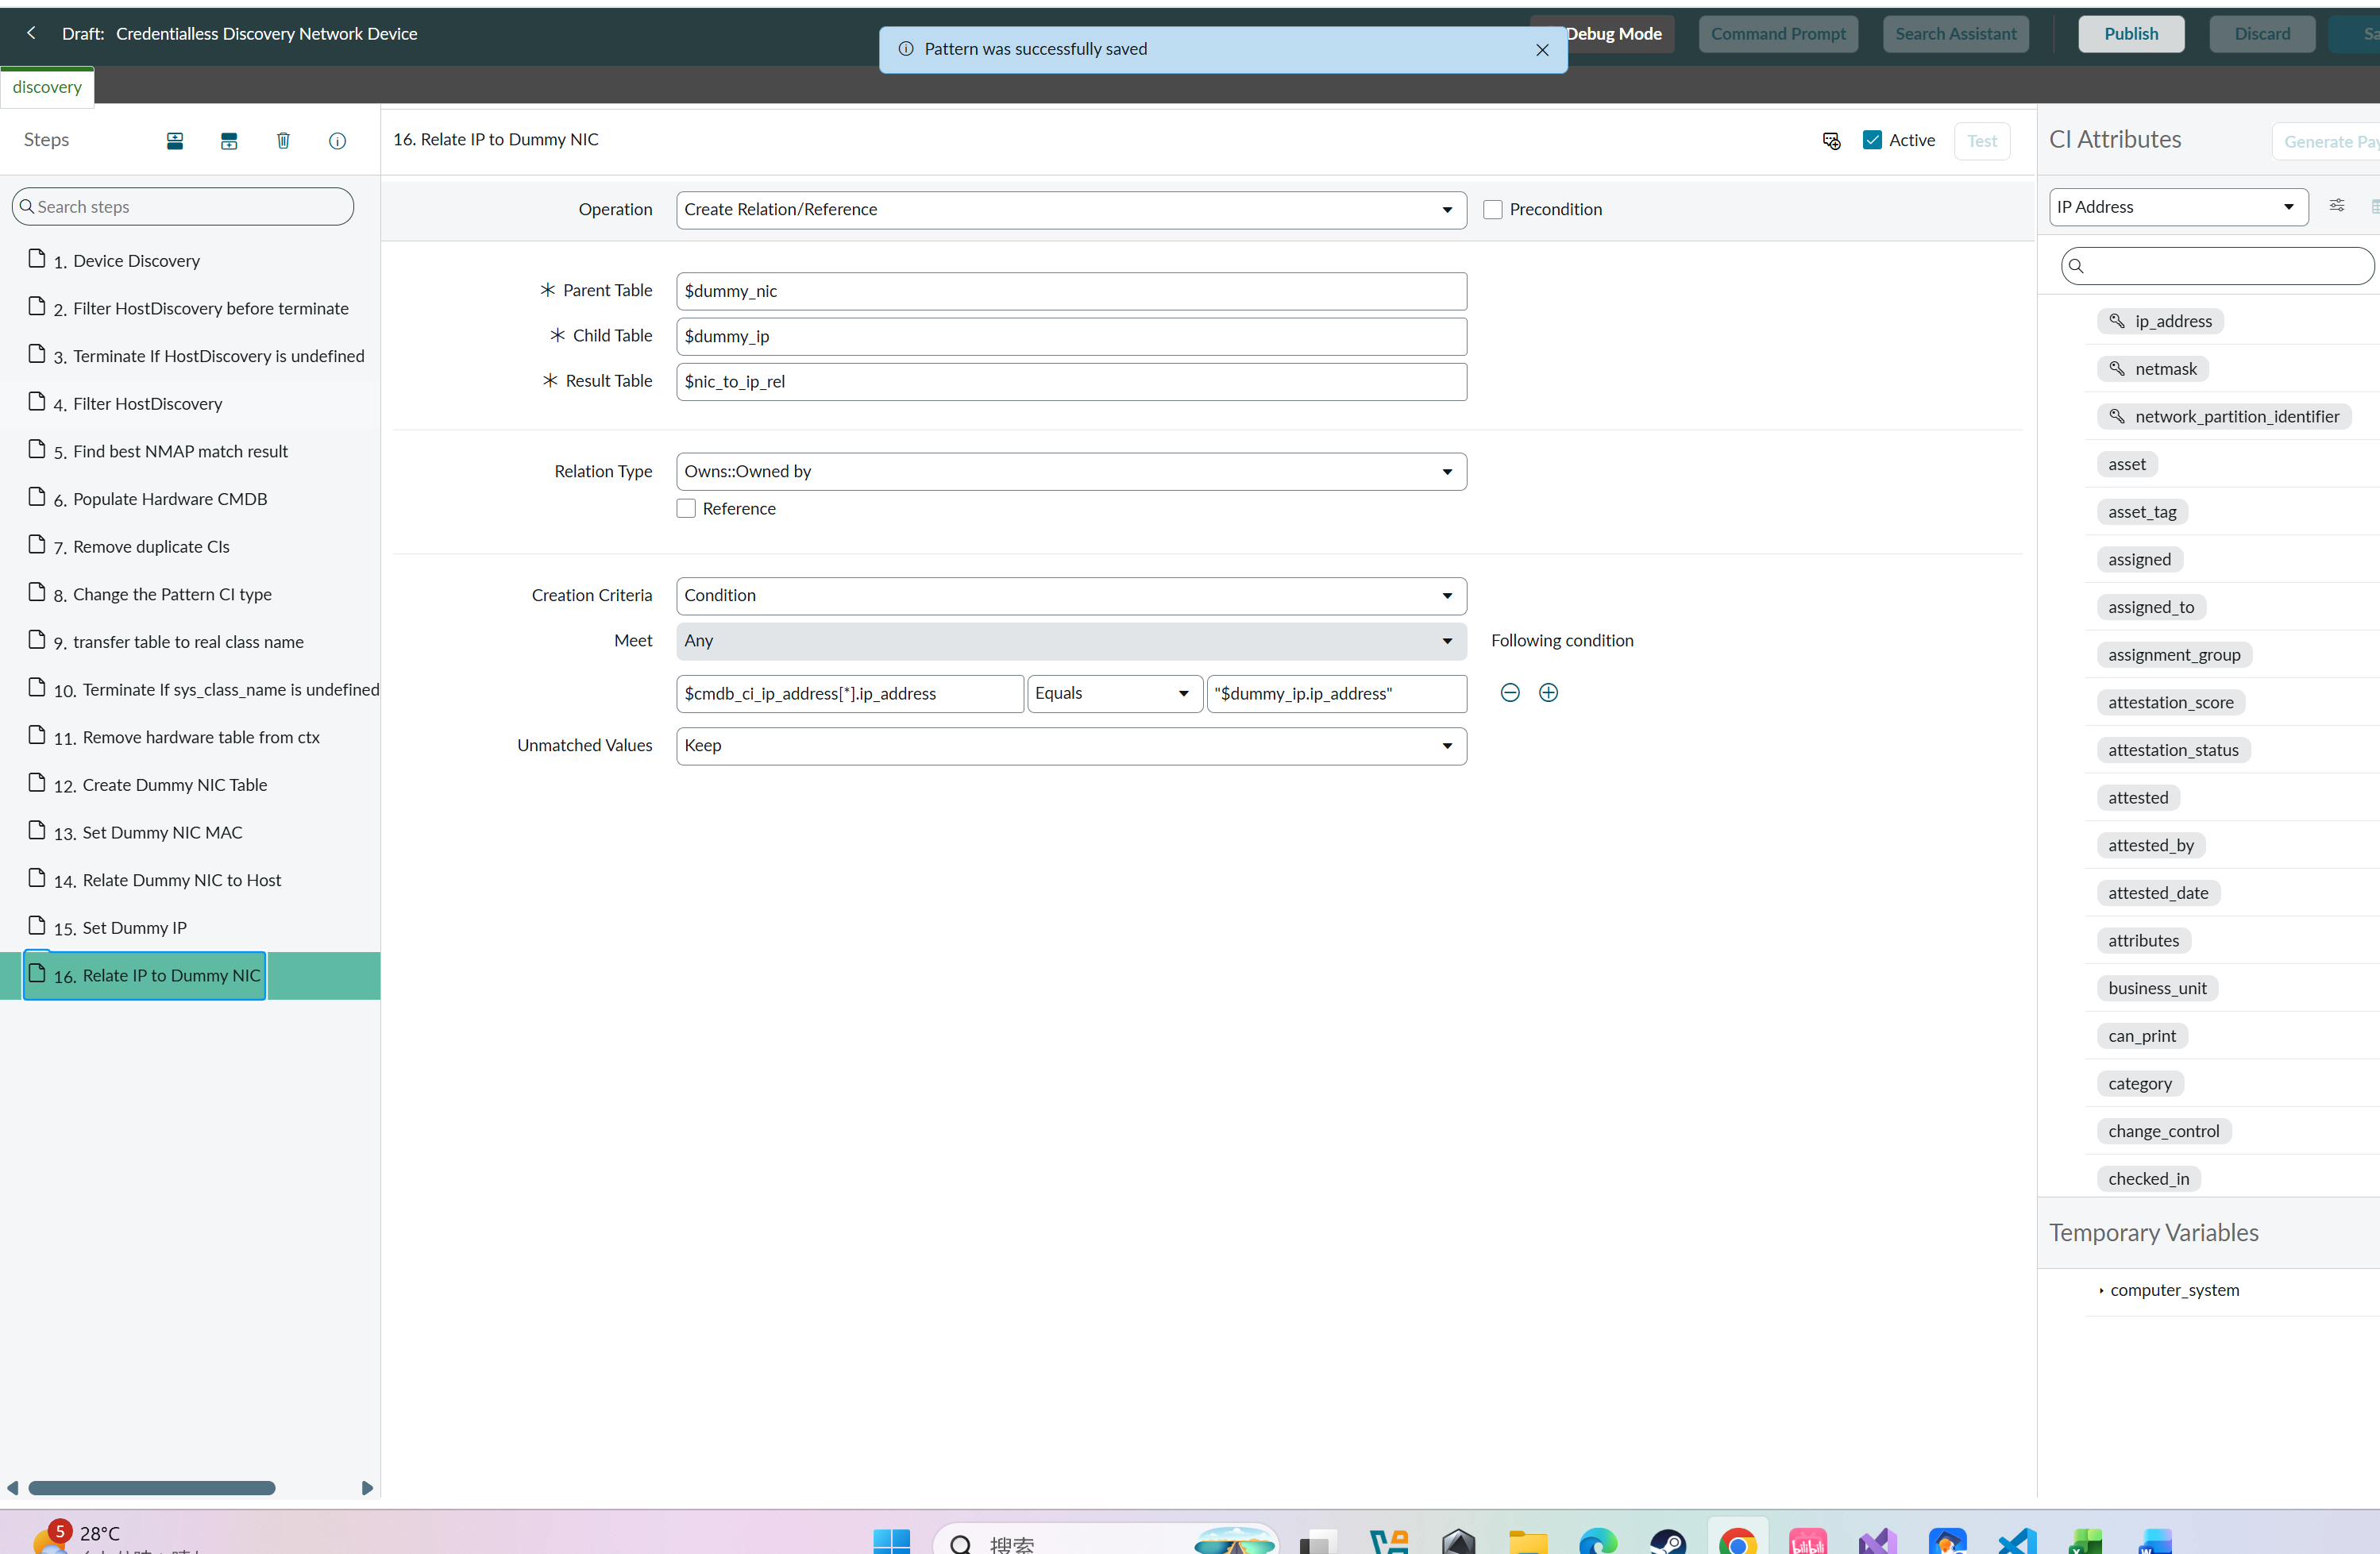 Draft: Credentialless Discovery Network Device
Pattern was successfully saved
Debug Mode
Command Prompt
Search Assistant
Publish
Discard
discovery
Steps
Search steps
1. Device Discovery
2. Filter HostDiscovery before terminate
3. Terminate If HostDiscovery is undefined
4. Filter HostDiscovery
5. Find best NMAP match result
6. Populate Hardware CMDB
7. Remove duplicate CIs
8. Change the Pattern CI type
9. transfer table to real class name
10. Terminate If sys_class_name is undefined
11. Remove hardware table from ctx
12. Create Dummy NIC Table
13. Set Dummy NIC MAC
14. Relate Dummy NIC to Host
15. Set Dummy IP
16. Relate IP to Dummy NIC
16. Relate IP to Dummy NIC
Active
Test
Operation
Create Relation/Reference
Precondition
Parent Table
$dummy_nic
Child Table
$dummy_ip
Result Table
$nic_to_ip_rel
Relation Type
Owns::Owned by
Reference
Creation Criteria
Condition
Meet
Any
Following condition
$cmdb_ci_ip_address[*].ip_address
Equals
"$dummy_ip.ip_address"
Unmatched Values
Keep
CI Attributes
Generate Pay
IP Address
ip_address
netmask
network_partition_identifier
asset
asset_tag
assigned
assigned_to
assignment_group
attestation_score
attestation_status
attested
attested_by
attested_date
attributes
business_unit
can_print
category
change_control
checked_in
Temporary Variables
computer_system
5
28°C
搜索
bilibili